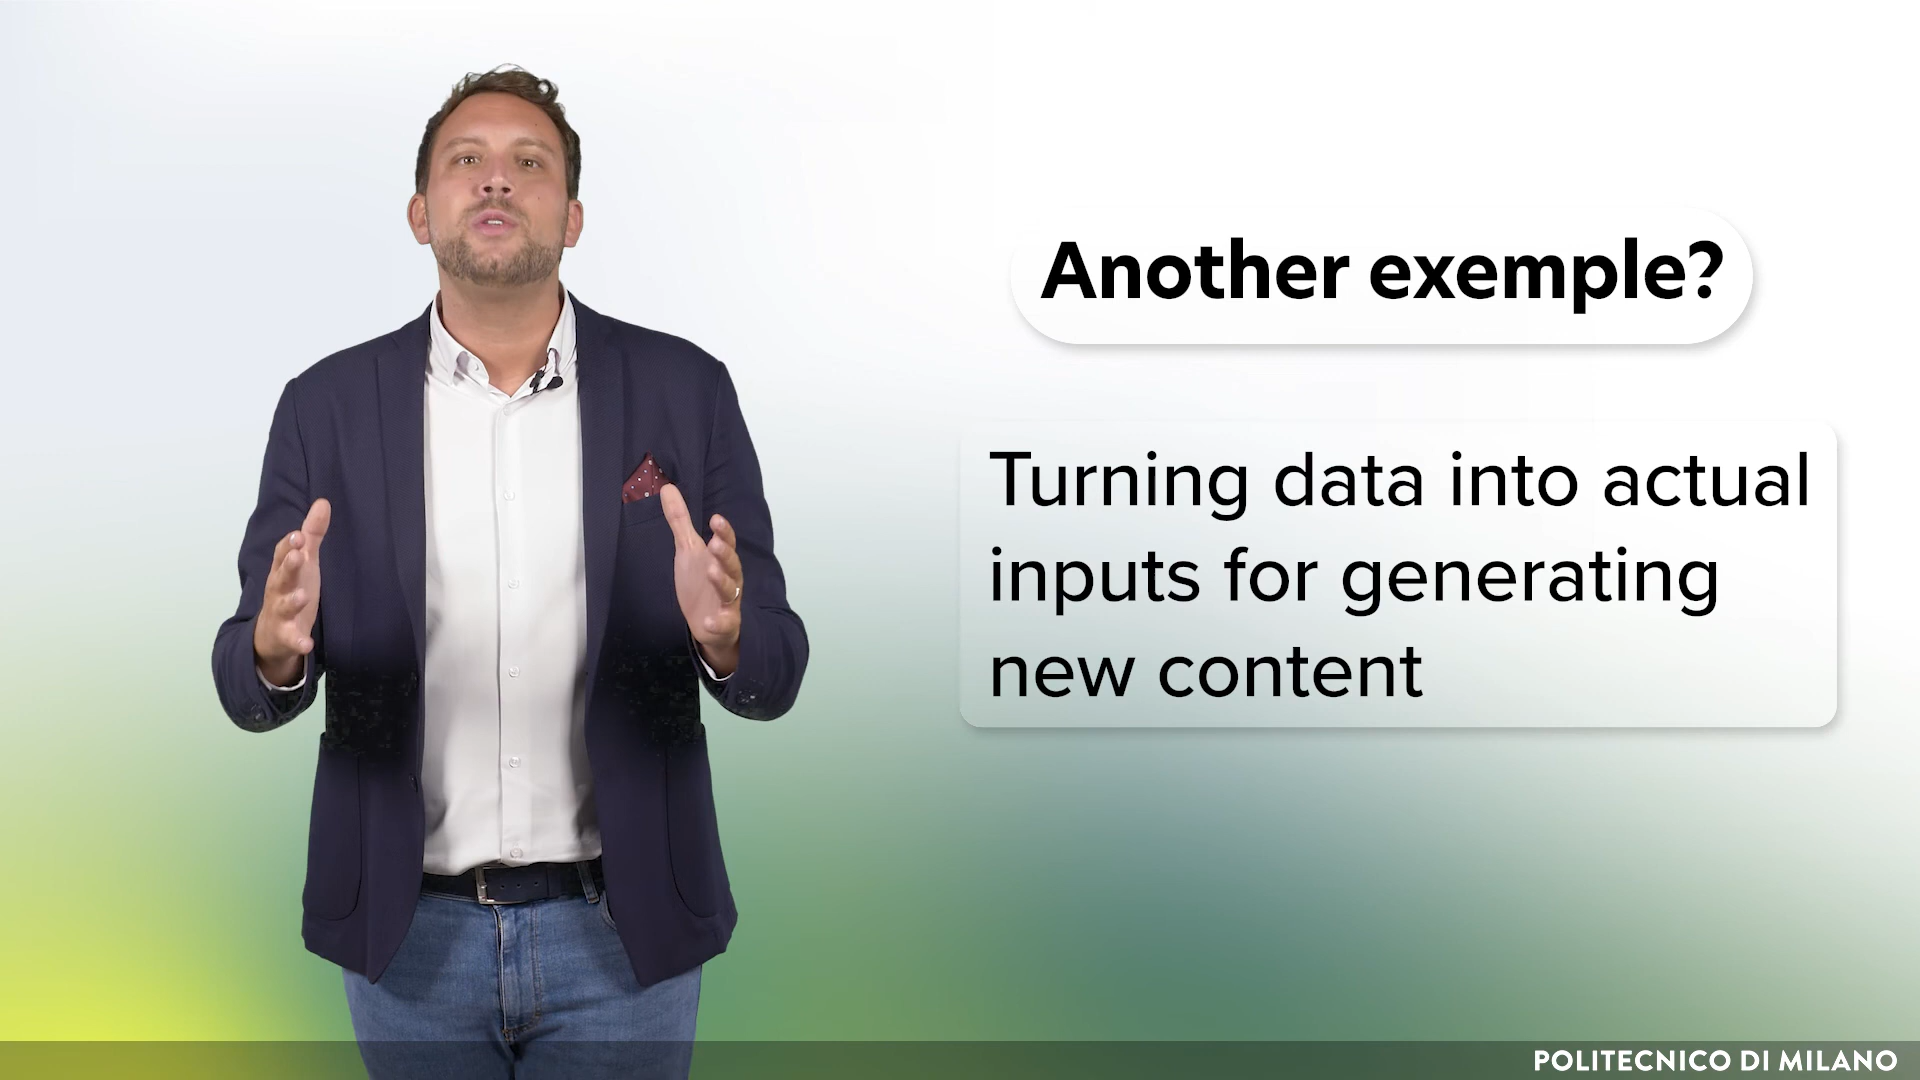 Another exemple?
Turning data into actual
inputs for generating
new content
POLITECNICO DI MILANO